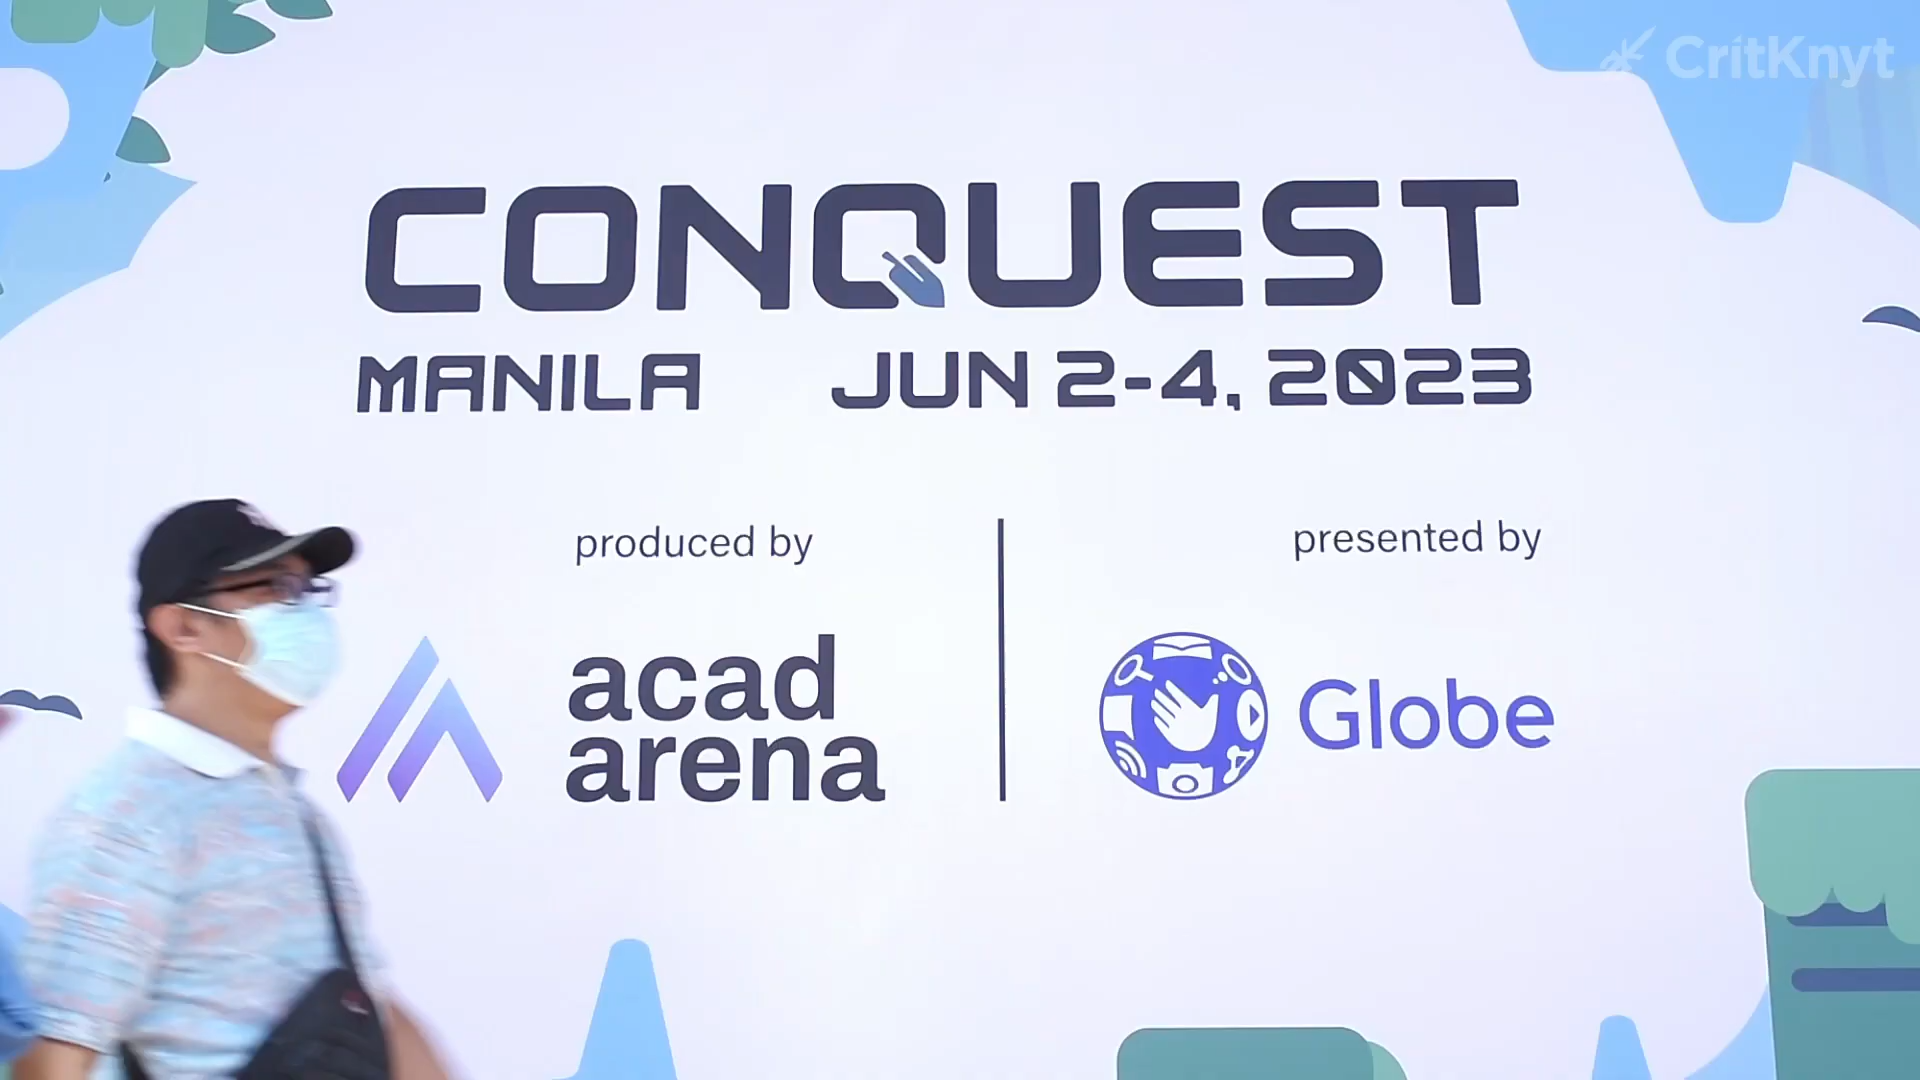 CritKnyt
CONQUEST
MANILA JUN 2-4, 2023
produced by
acad
arena
presented by
Globe